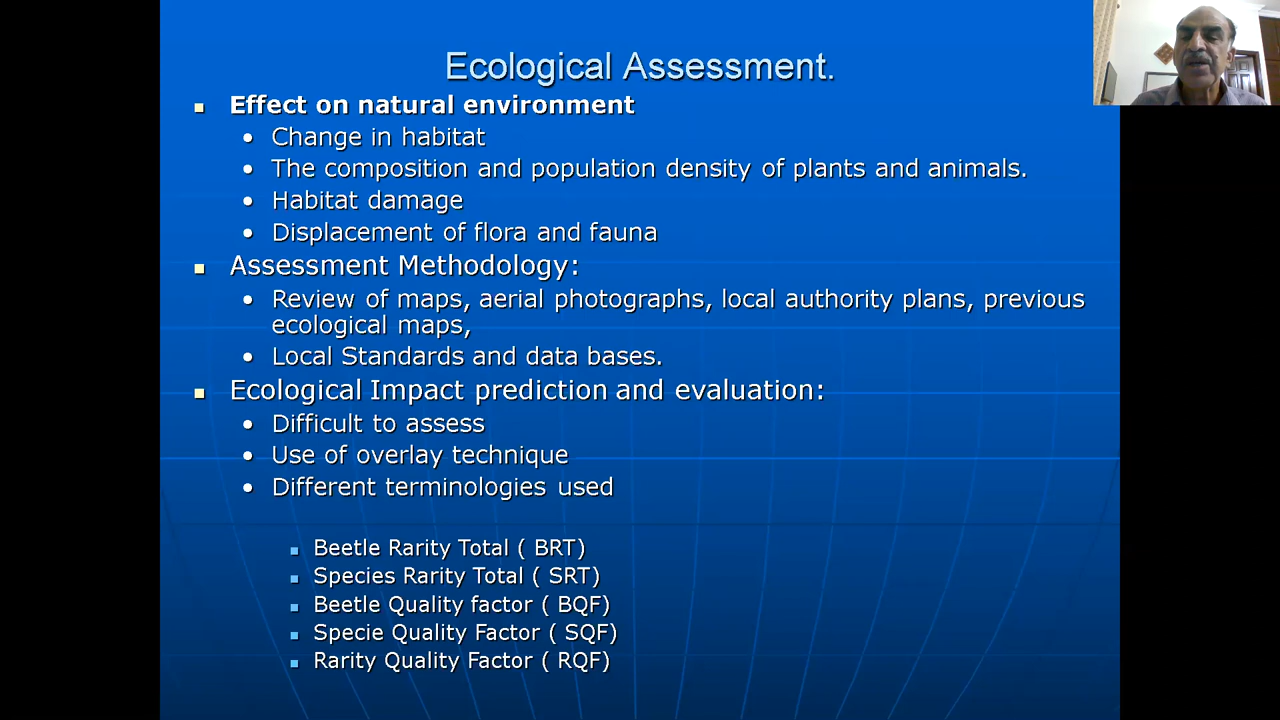 Ecological Assessment.
Effect on natural environment
Change in habitat
The composition and population density of plants and animals.
Habitat damage
Displacement of flora and fauna
Assessment Methodology:
Review of maps, aerial photographs, local authority plans, previous
ecological maps,
Local Standards and data bases.
Ecological Impact prediction and evaluation:
Difficult to assess
Use of overlay technique
Different terminologies used
Beetle Rarity Total ( BRT)
Species Rarity Total ( SRT)
Beetle Quality factor ( BQF)
Specie Quality Factor ( SQF)
Rarity Quality Factor ( RQF)